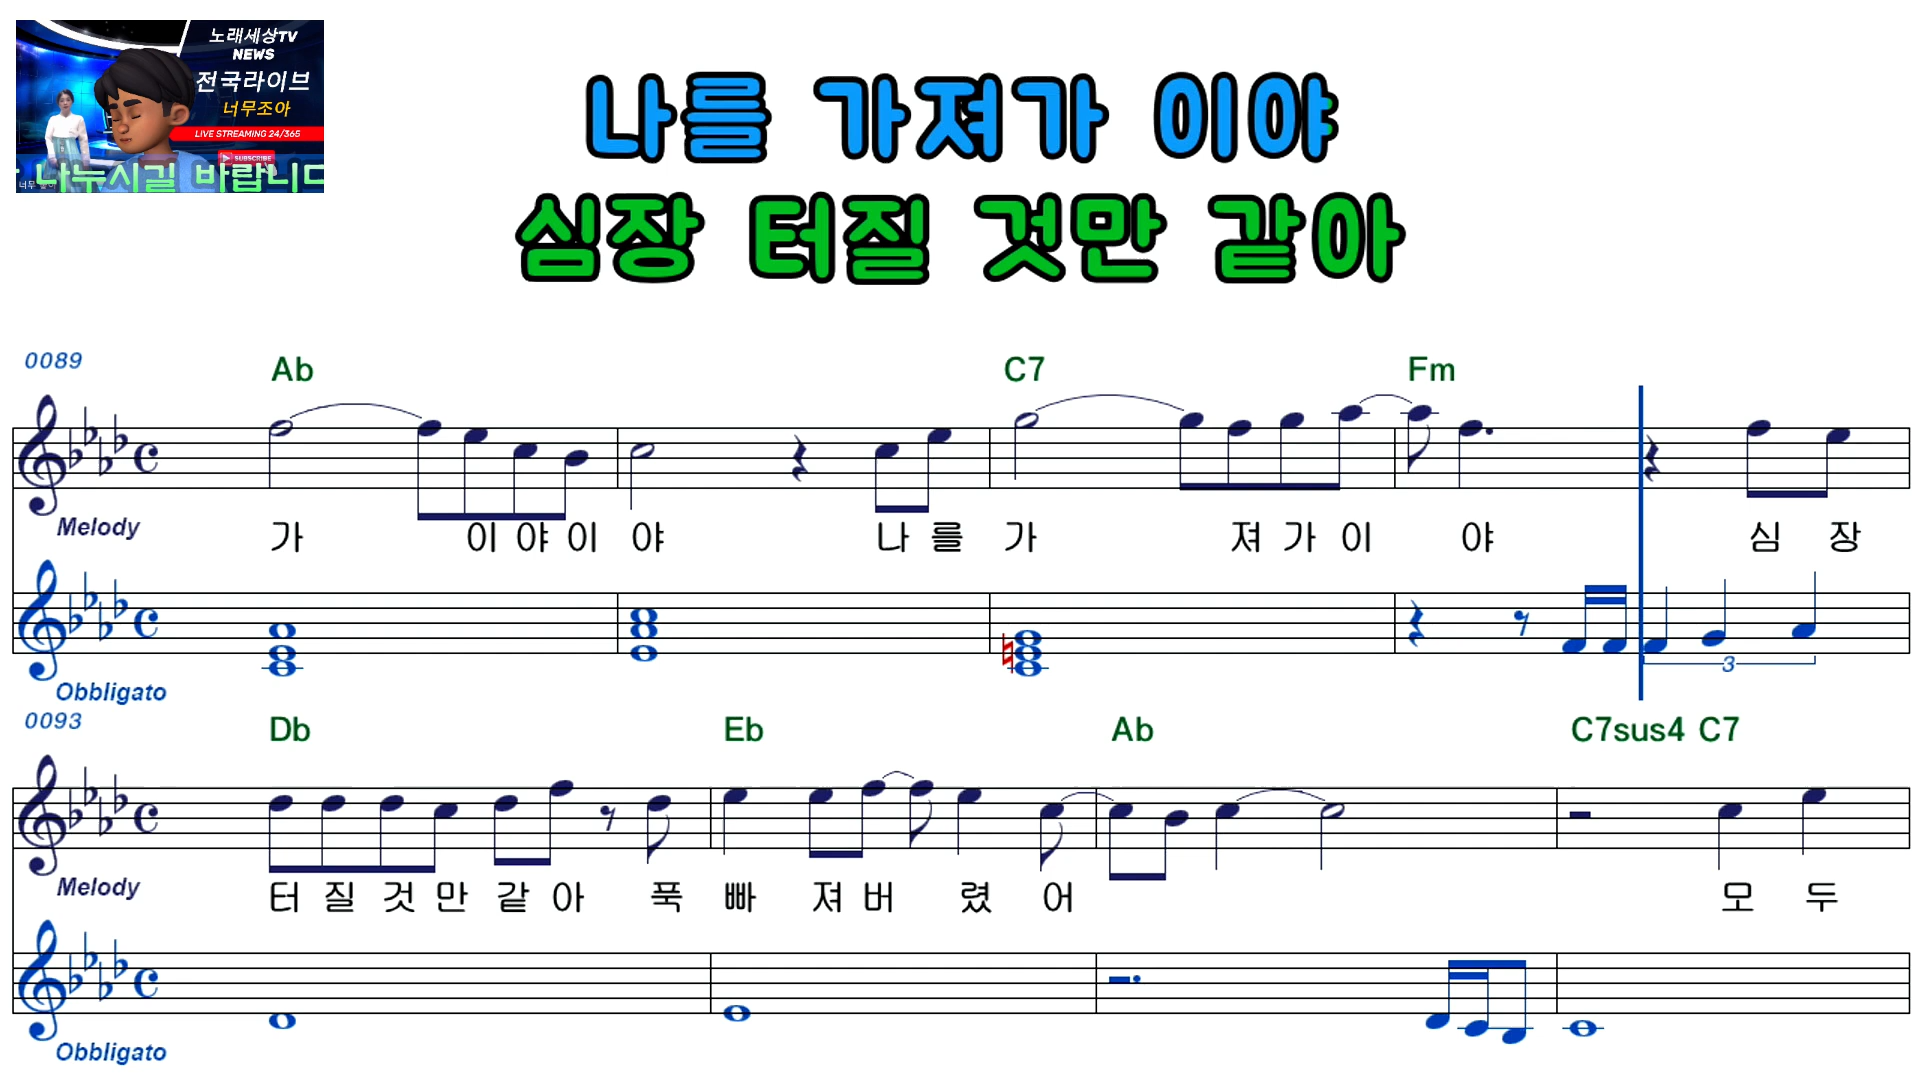 노래세상TV
NEWS
전국라이브
너무조아
LIVE STREAMING 24/365
SUBSCRIBE
나누시길 바랍니다
나를 가져가 이야
심장 터질 것만 같아
0089
Ab C7 Fm
Melody
가 이 야 이 야 나 를 가 져 가 이 야 심 장
3
Obbligato
0093
Db Eb Ab C7sus4 C7
Melody
터 질 것 만 같 아 푹 빠 져 버 렸 어 모 두
Obbligato